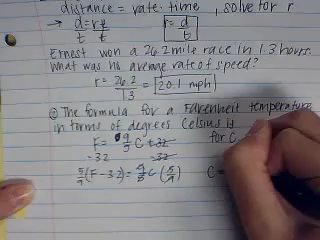 distance = rate · time, solve for r
→ d = rt r = d/t
t t
Ernest won a 26.2 mile race in 1.3 hours.
What was his average rate of speed?
r = 26.2/1.3 = 20.1 mph
② The formula for a Fahrenheit temperature
in terms of degrees Celsius is
F = 9/5 C + 32 for C
-32 -32
5/9 (F - 32) = 9/5 C (5/9) C =